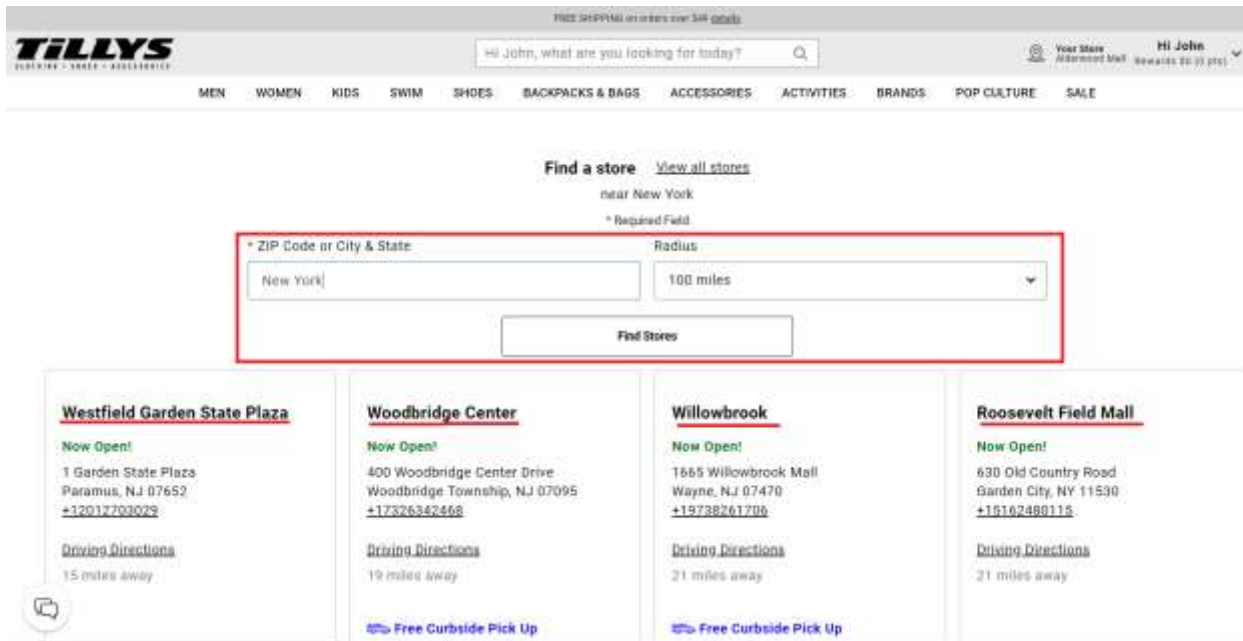 FREE SHIPPING on orders over $49 details
TILLYS
CLOTHING • SHOES • ACCESSORIES
Hi John, what are you looking for today?
Your Store
Alderwood Mall
Hi John
Rewards $0 (0 pts)
MEN WOMEN KIDS SWIM SHOES BACKPACKS & BAGS ACCESSORIES ACTIVITIES BRANDS POP CULTURE SALE
Find a store View all stores
near New York
* Required Field
* ZIP Code or City & State Radius
New York 100 miles
Find Stores
Westfield Garden State Plaza
Now Open!
1 Garden State Plaza
Paramus, NJ 07652
+12012703029
Driving Directions
15 miles away
Woodbridge Center
Now Open!
400 Woodbridge Center Drive
Woodbridge Township, NJ 07095
+17326342468
Driving Directions
19 miles away
Free Curbside Pick Up
Willowbrook
Now Open!
1665 Willowbrook Mall
Wayne, NJ 07470
+19738261706
Driving Directions
21 miles away
Free Curbside Pick Up
Roosevelt Field Mall
Now Open!
630 Old Country Road
Garden City, NY 11530
+15162480115
Driving Directions
21 miles away